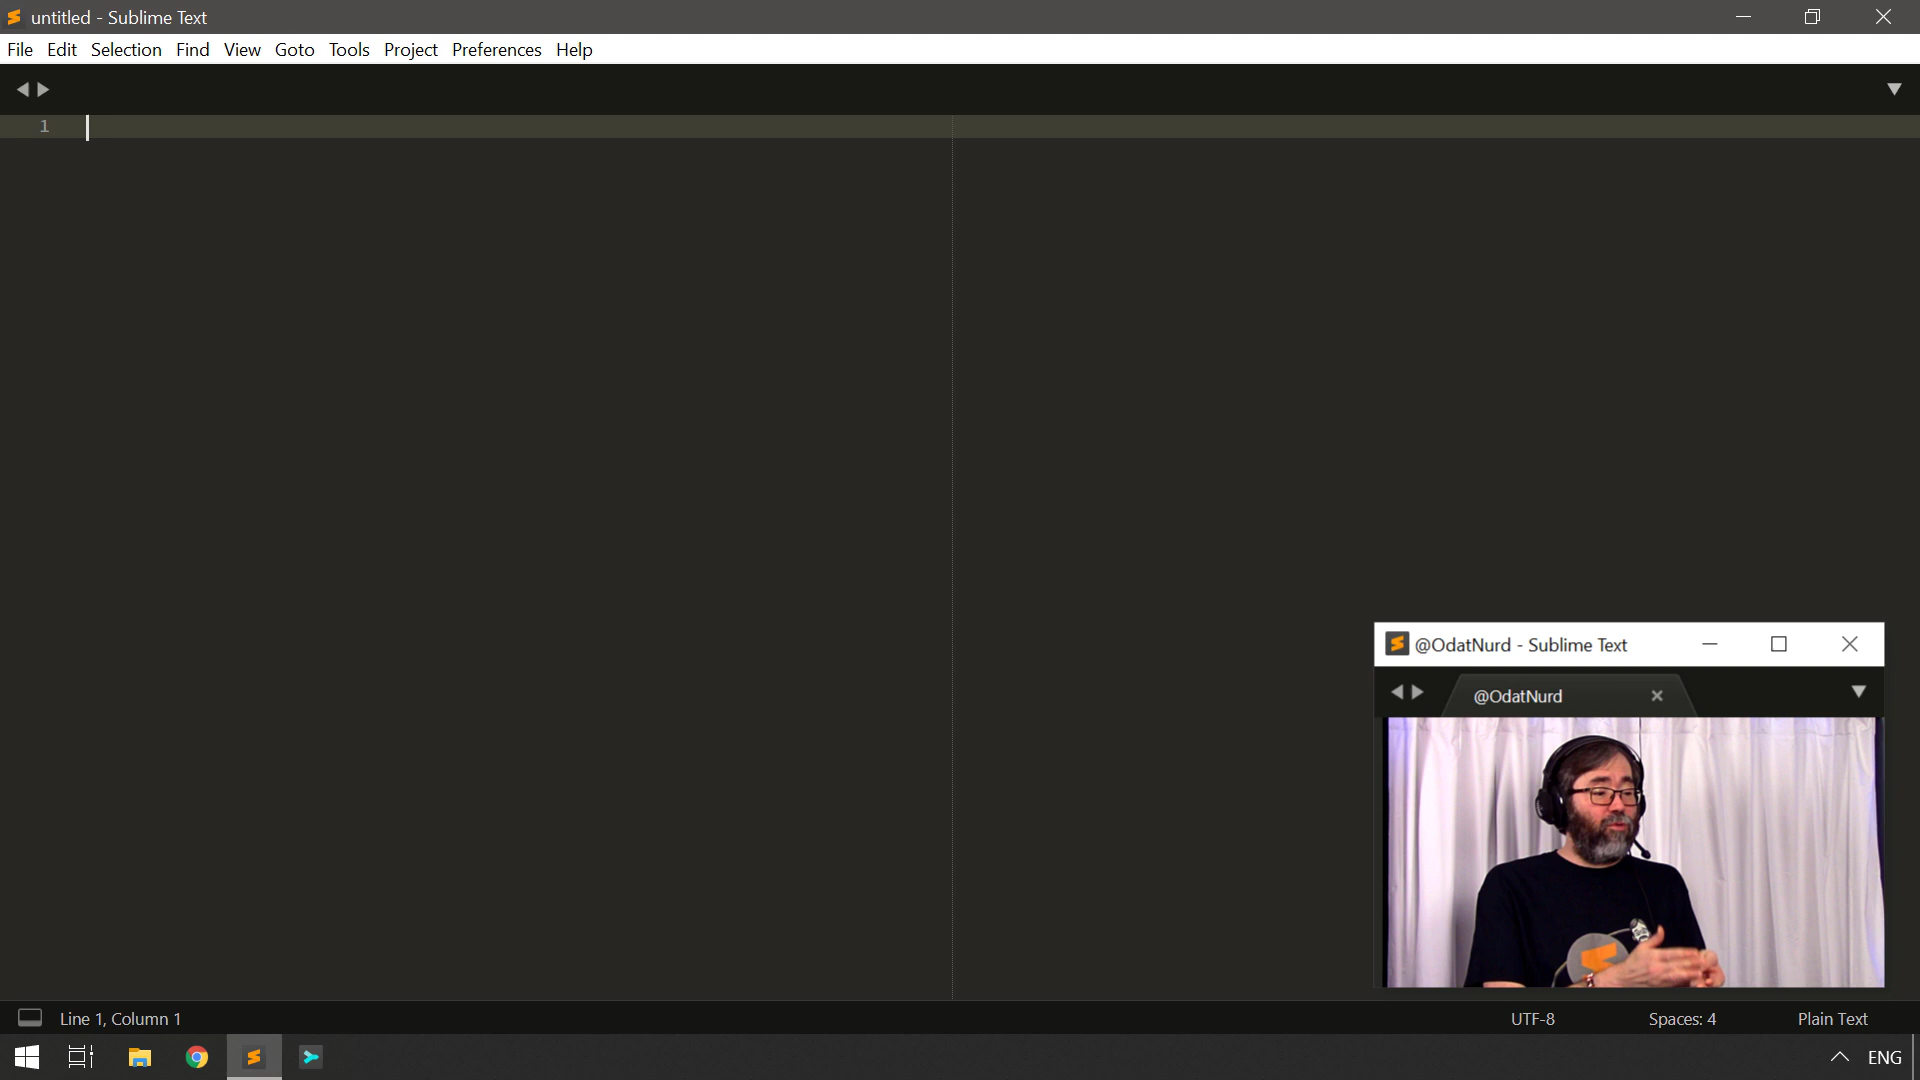 untitled - Sublime Text
File Edit Selection Find View Goto Tools Project Preferences Help
1
@OdatNurd - Sublime Text
@OdatNurd
Line 1, Column 1 UTF-8 Spaces: 4 Plain Text
ENG